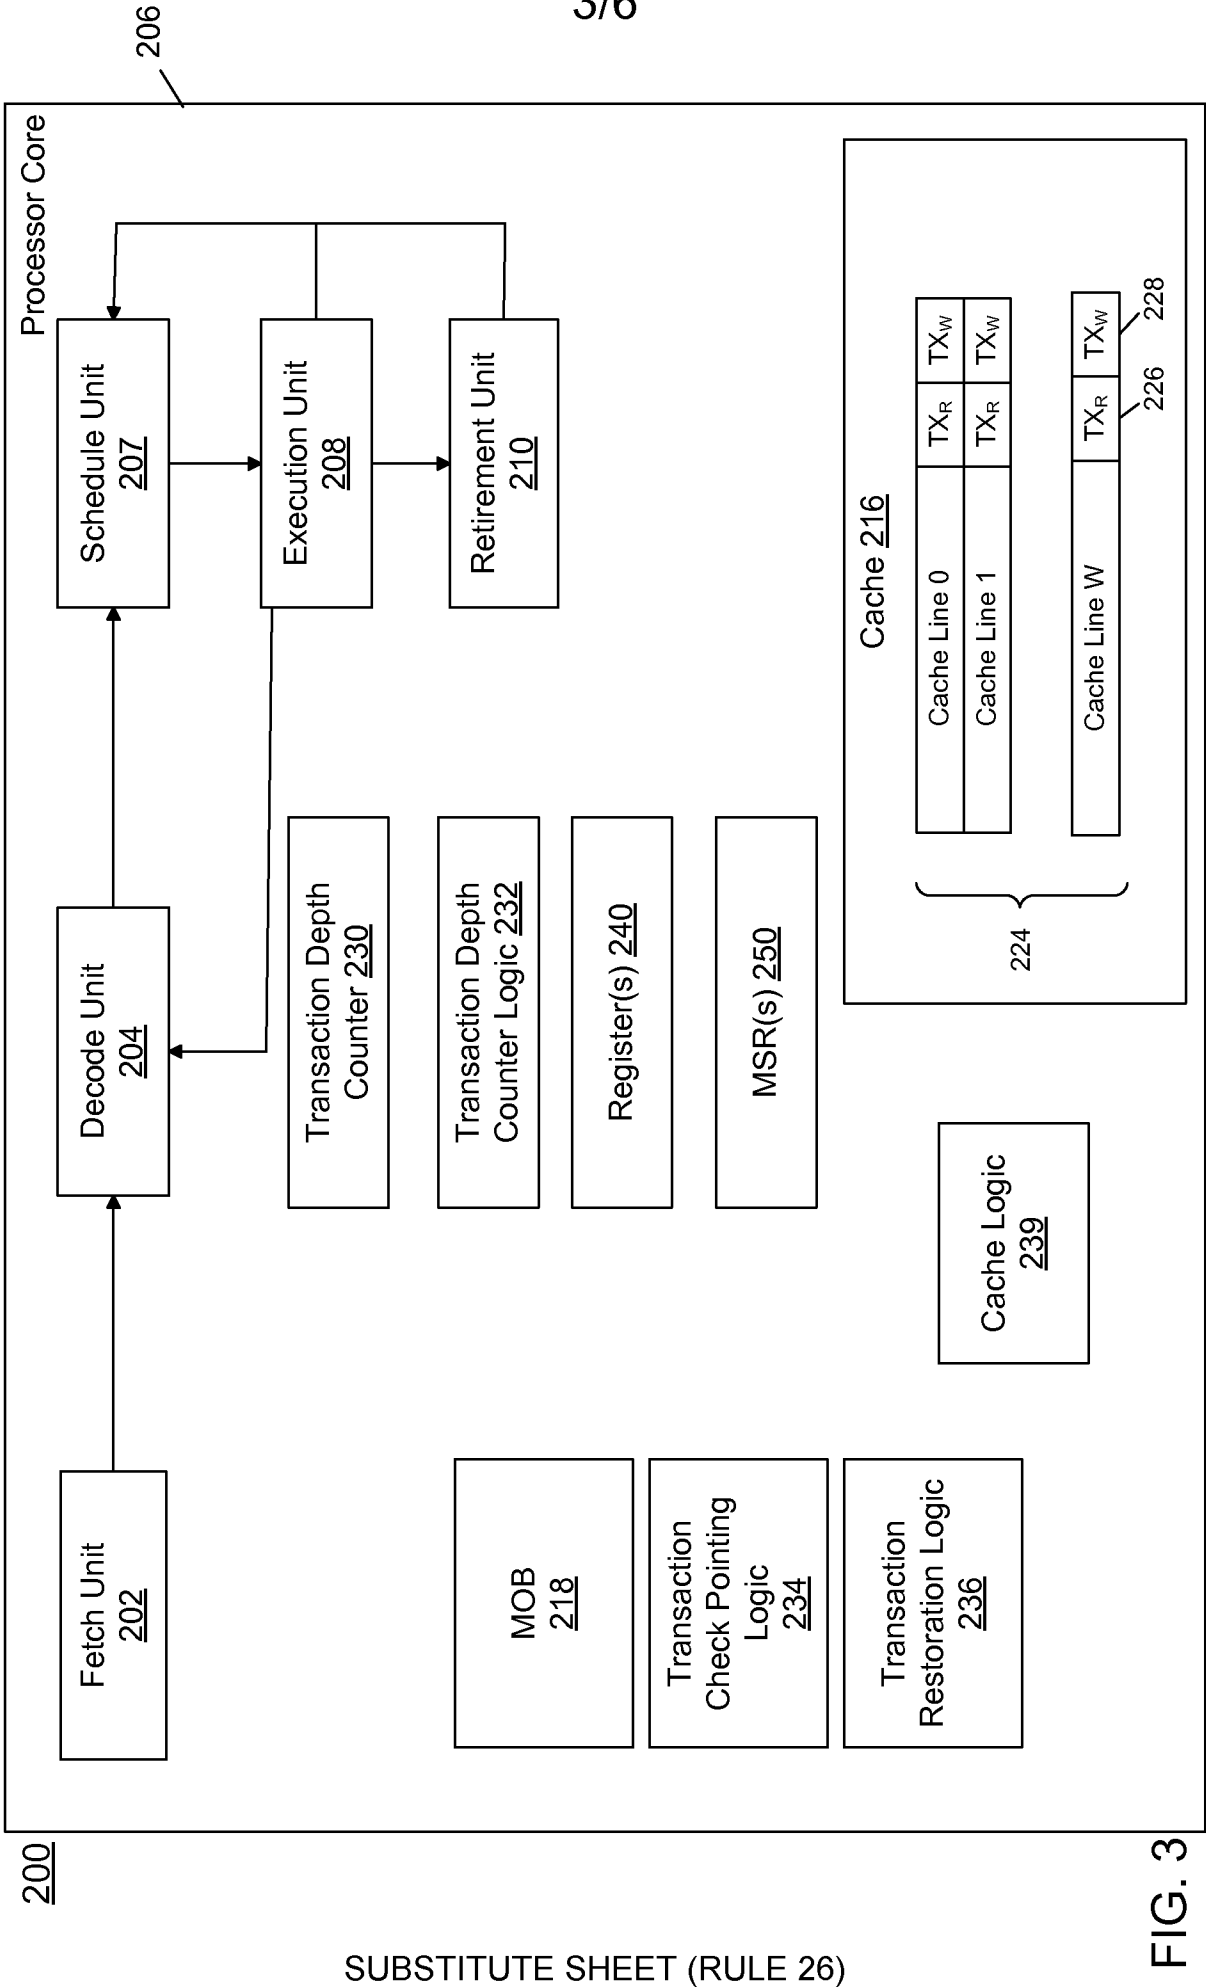 3/6
200
206
Processor Core
Fetch Unit
202
Decode Unit
204
Schedule Unit
207
Execution Unit
208
Retirement Unit
210
Transaction Depth
Counter 230
Transaction Depth
Counter Logic 232
Register(s) 240
MSR(s) 250
MOB
218
Transaction
Check Pointing
Logic
234
Transaction
Restoration Logic
236
Cache Logic
239
Cache 216
Cache Line 0 TXR TXW
Cache Line 1 TXR TXW
Cache Line W TXR TXW
224
226
228
FIG. 3
SUBSTITUTE SHEET (RULE 26)